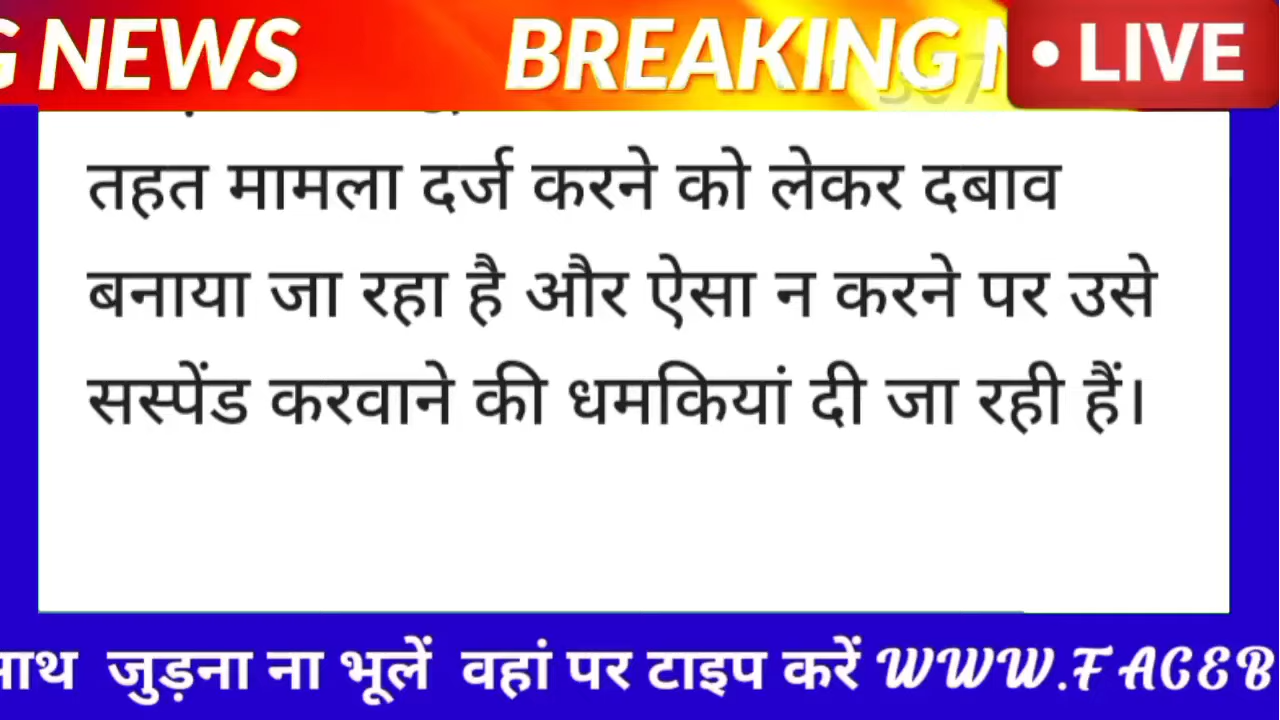 G NEWS BREAKING N • LIVE
तहत मामला दर्ज करने को लेकर दबाव
बनाया जा रहा है और ऐसा न करने पर उसे
सस्पेंड करवाने की धमकियां दी जा रही हैं।
जुड़ना ना भूलें वहां पर टाइप करें WWW.FACEB